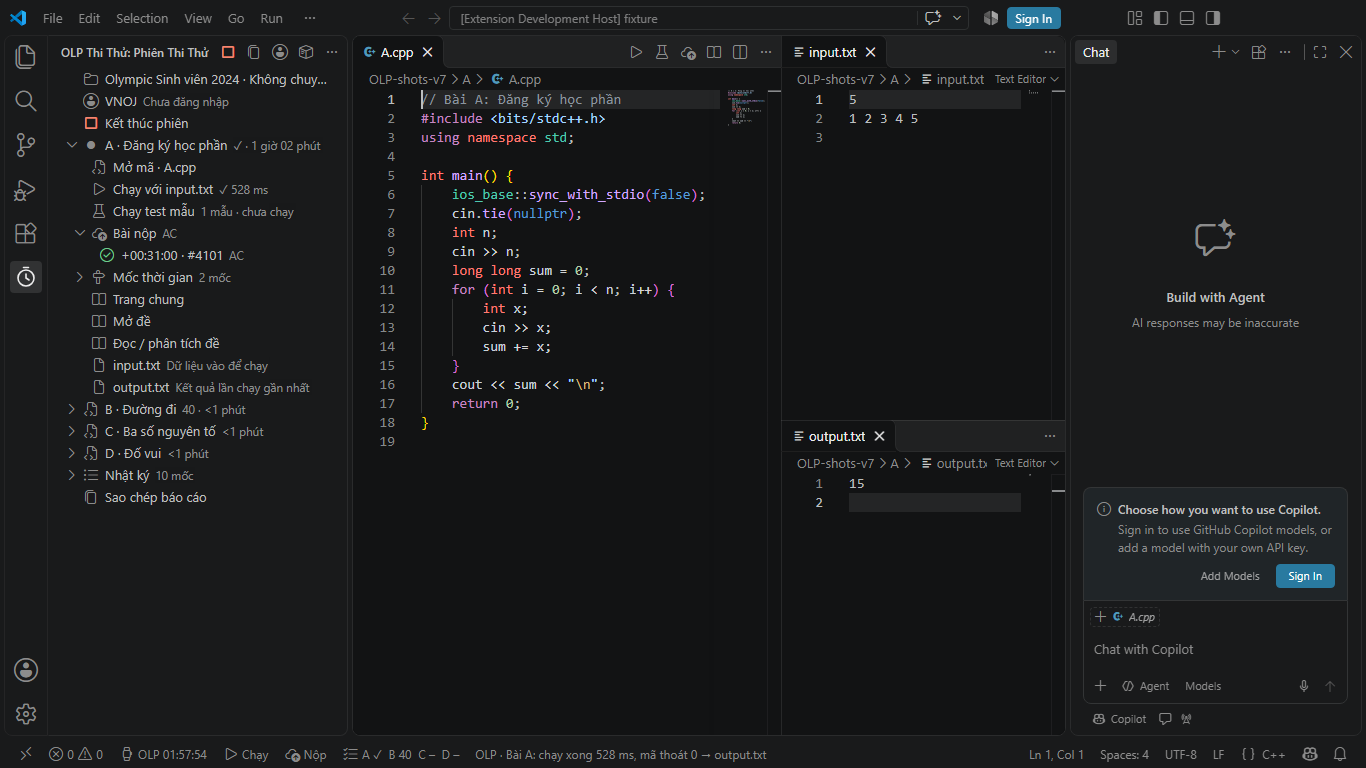 File Edit Selection View Go Run ···
[Extension Development Host] fixture
Sign In
OLP Thi Thử: Phiên Thi Thử
Olympic Sinh viên 2024 · Không chuy...
VNOJ Chưa đăng nhập
Kết thúc phiên
A · Đăng ký học phần ✓ · 1 giờ 02 phút
Mở mã · A.cpp
Chạy với input.txt ✓ 528 ms
Chạy test mẫu 1 mẫu · chưa chạy
Bài nộp AC
+00:31:00 · #4101 AC
Mốc thời gian 2 mốc
Trang chung
Mở đề
Đọc / phân tích đề
input.txt Dữ liệu vào để chạy
output.txt Kết quả lần chạy gần nhất
B · Đường đi 40 · <1 phút
C · Ba số nguyên tố <1 phút
D · Đố vui <1 phút
Nhật ký 10 mốc
Sao chép báo cáo
A.cpp
OLP-shots-v7 > A > A.cpp
1 // Bài A: Đăng ký học phần
2 #include <bits/stdc++.h>
3 using namespace std;
4
5 int main() {
6 ios_base::sync_with_stdio(false);
7 cin.tie(nullptr);
8 int n;
9 cin >> n;
10 long long sum = 0;
11 for (int i = 0; i < n; i++) {
12 int x;
13 cin >> x;
14 sum += x;
15 }
16 cout << sum << "\n";
17 return 0;
18 }
19
input.txt
OLP-shots-v7 > A > input.txt Text Editor
1 5
2 1 2 3 4 5
3
output.txt
OLP-shots-v7 > A > output.tx Text Editor
1 15
2
Chat
Build with Agent
AI responses may be inaccurate
Choose how you want to use Copilot.
Sign in to use GitHub Copilot models, or
add a model with your own API key.
Add Models Sign In
A.cpp
Chat with Copilot
Agent Models
Copilot
0 0 OLP 01:57:54 Chạy Nộp A ✓ B 40 C – D – OLP · Bài A: chạy xong 528 ms, mã thoát 0 → output.txt
Ln 1, Col 1 Spaces: 4 UTF-8 LF {} C++